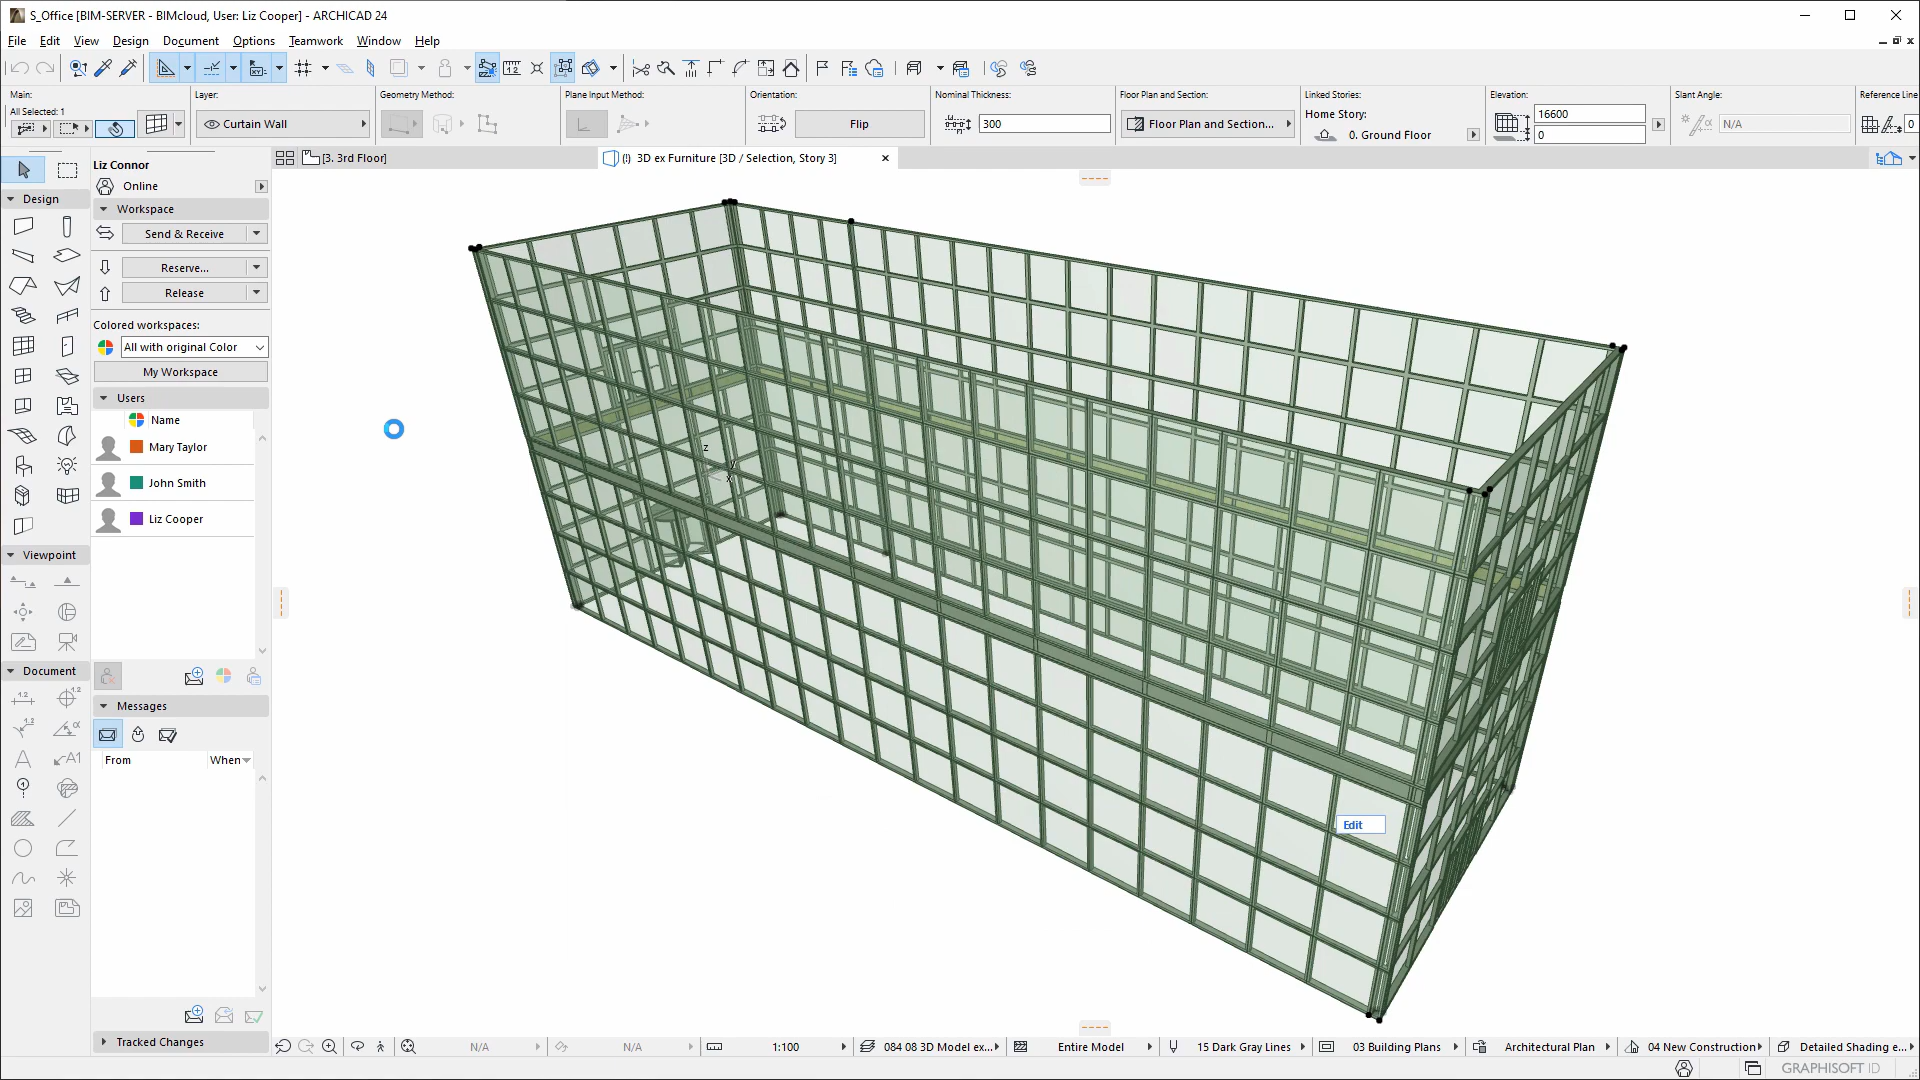 S_Office [BIM-SERVER - BIMcloud, User: Liz Cooper] - ARCHICAD 24
File Edit View Design Document Options Teamwork Window Help
Main:
All Selected: 1
Layer:
Curtain Wall
Geometry Method:
Plane Input Method:
Orientation:
Flip
Nominal Thickness:
300
Floor Plan and Section:
Floor Plan and Section...
Linked Stories:
Home Story:
0. Ground Floor
Elevation:
16600
0
Slant Angle:
N/A
Reference Line
0
[3. 3rd Floor]
(!) 3D ex Furniture [3D / Selection, Story 3]
Design
Viewpoint
Document
Liz Connor
Online
Workspace
Send & Receive
Reserve...
Release
Colored workspaces:
All with original Color
My Workspace
Users
Name
Mary Taylor
John Smith
Liz Cooper
Messages
From When
Tracked Changes
z
y
x
Edit
N/A N/A 1:100 084 08 3D Model ex... Entire Model 15 Dark Gray Lines 03 Building Plans Architectural Plan 04 New Construction Detailed Shading e...
GRAPHISOFT ID